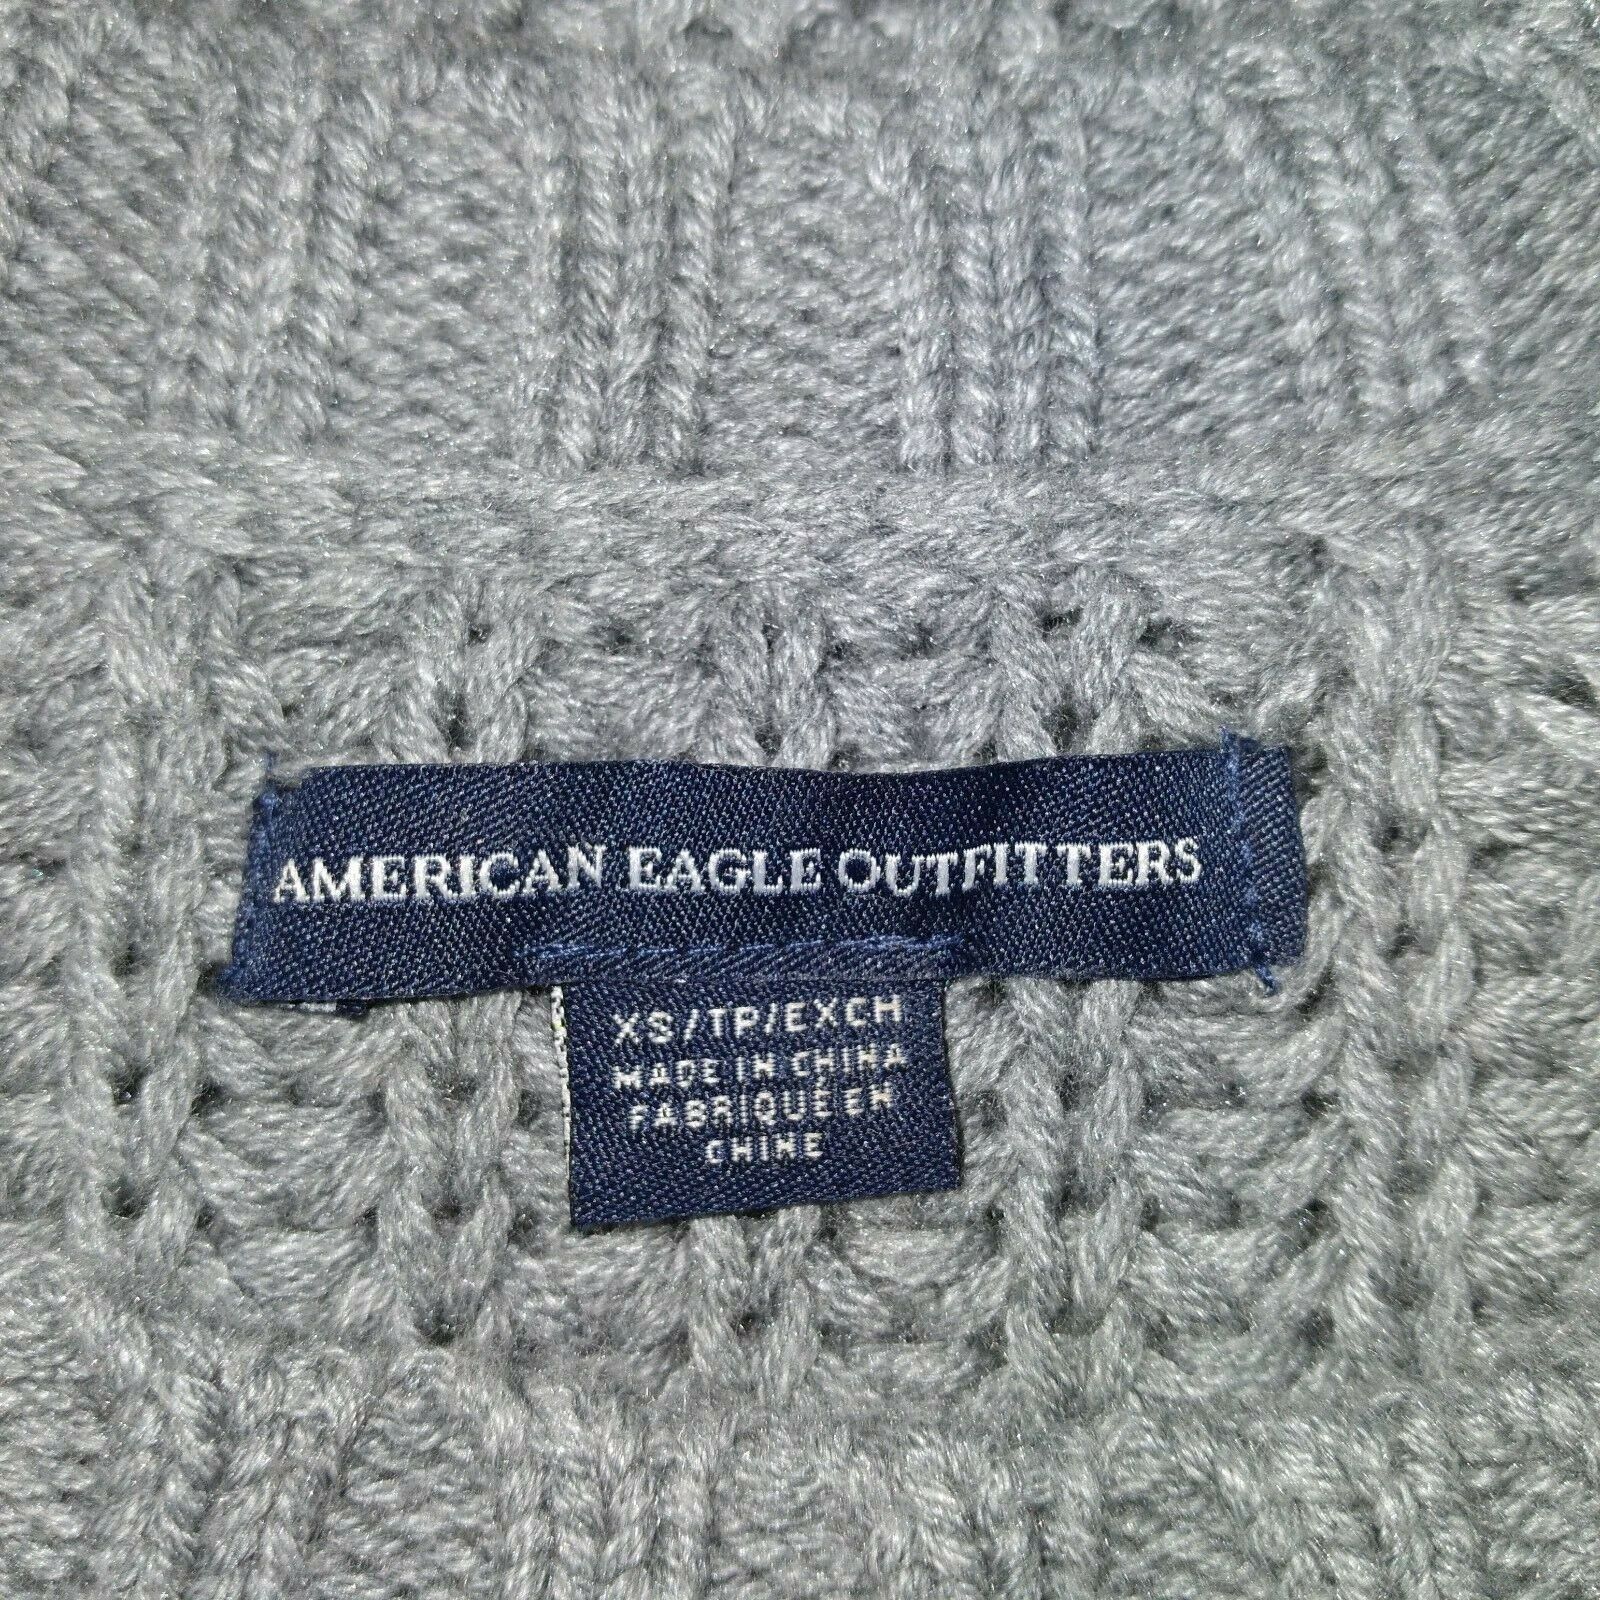 AMERICAN EAGLE OUTFITTERS
XS/TP/EXCH
MADE IN CHINA
FABRIQUÉ EN
CHINE